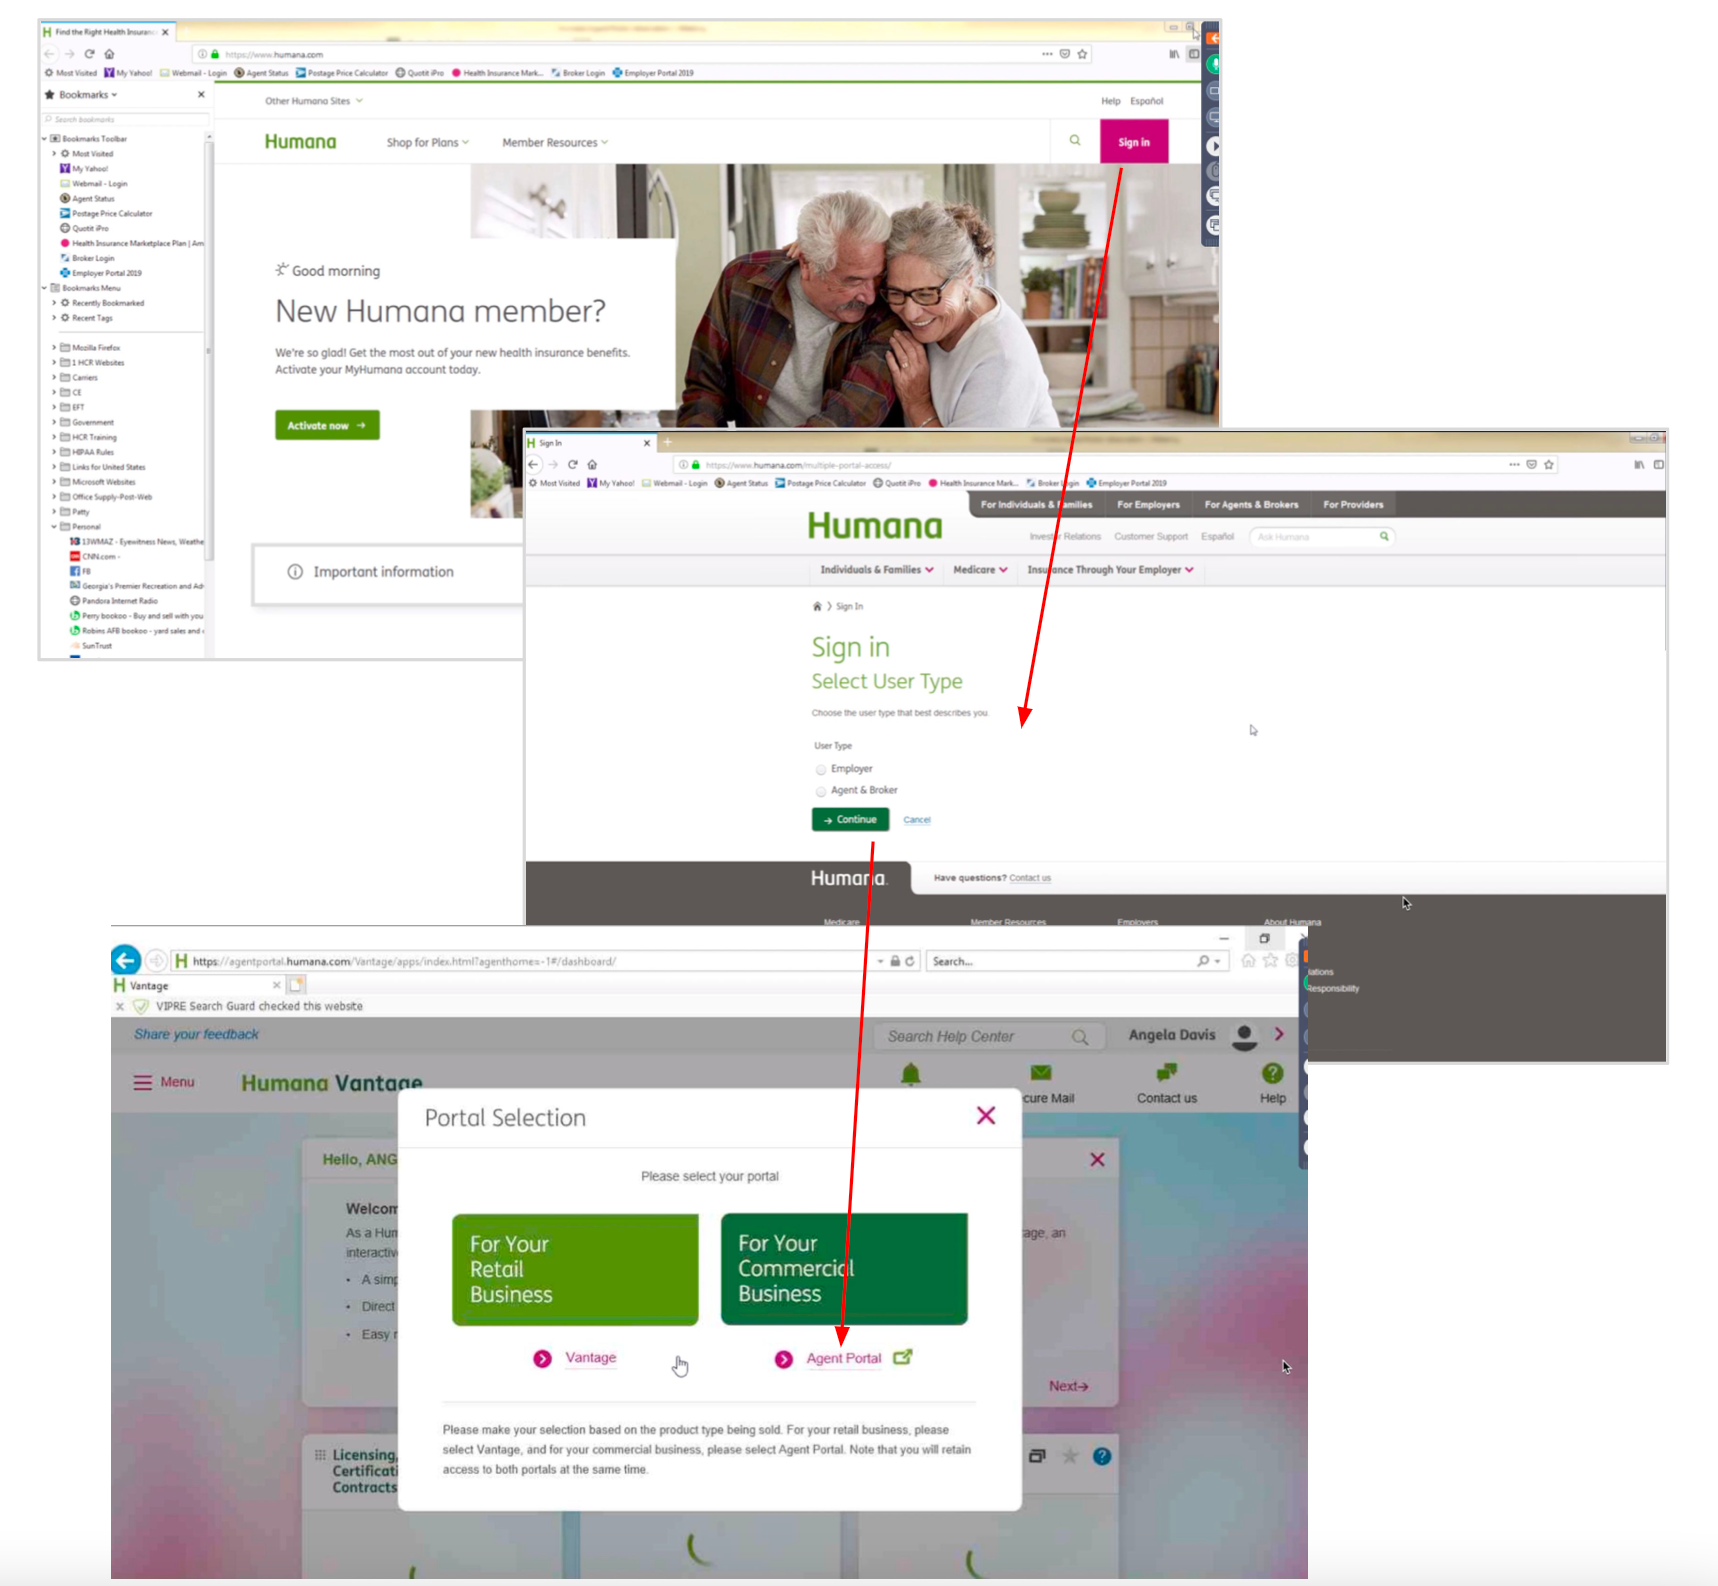 Find the Right Health Insuranc
https://www.humana.com
Most Visited My Yahoo! Webmail - Login Agent Status Postage Price Calculator Quotit iPro Health Insurance Mark... Broker Login Employer Portal 2019
Bookmarks
Search bookmarks
Bookmarks Toolbar
Most Visited
My Yahoo!
Webmail - Login
Agent Status
Postage Price Calculator
Quotit iPro
Health Insurance Marketplace Plan | Am
Broker Login
Employer Portal 2019
Bookmarks Menu
Recently Bookmarked
Recent Tags
Mozilla Firefox
1 HCR Websites
Carriers
CE
EFT
Government
HCR Training
HIPAA Rules
Links for United States
Microsoft Websites
Office Supply-Post-Web
Patty
Personal
13WMAZ - Eyewitness News, Weathe
CNN.com -
FB
Georgia's Premier Recreation and Adv
Pandora Internet Radio
Perry bookoo - Buy and sell with you
Robins AFB bookoo - yard sales and
SunTrust
Other Humana Sites
Help Español
Humana
Shop for Plans Member Resources
Sign in
Good morning
New Humana member?
We're so glad! Get the most out of your new health insurance benefits.
Activate your MyHumana account today.
Activate now →
Important information
Sign In
https://www.humana.com/multiple-portal-access/
Most Visited My Yahoo! Webmail - Login Agent Status Postage Price Calculator Quotit iPro Health Insurance Mark... Broker Login Employer Portal 2019
For Individuals & Families For Employers For Agents & Brokers For Providers
Humana
Investor Relations Customer Support Español Ask Humana
Individuals & Families Medicare Insurance Through Your Employer
Sign In
Sign in
Select User Type
Choose the user type that best describes you.
User Type
Employer
Agent & Broker
→ Continue Cancel
Humana.
Have questions? Contact us
Medicare Member Resources Employers About Humana
lations
Responsibility
https://agentportal.humana.com/Vantage/apps/index.html?agenthome=-1#/dashboard/
Search...
Vantage
VIPRE Search Guard checked this website
Share your feedback
Search Help Center
Angela Davis
Menu
Humana Vantage
cure Mail
Contact us
Help
Portal Selection
Please select your portal
Hello, ANG
Welcom
As a Hum
interactiv
A simp
Direct
Easy r
age, an
Next→
For Your
Retail
Business
For Your
Commercial
Business
Vantage
Agent Portal
Please make your selection based on the product type being sold. For your retail business, please
select Vantage, and for your commercial business, please select Agent Portal. Note that you will retain
access to both portals at the same time.
Licensing,
Certificati
Contracts